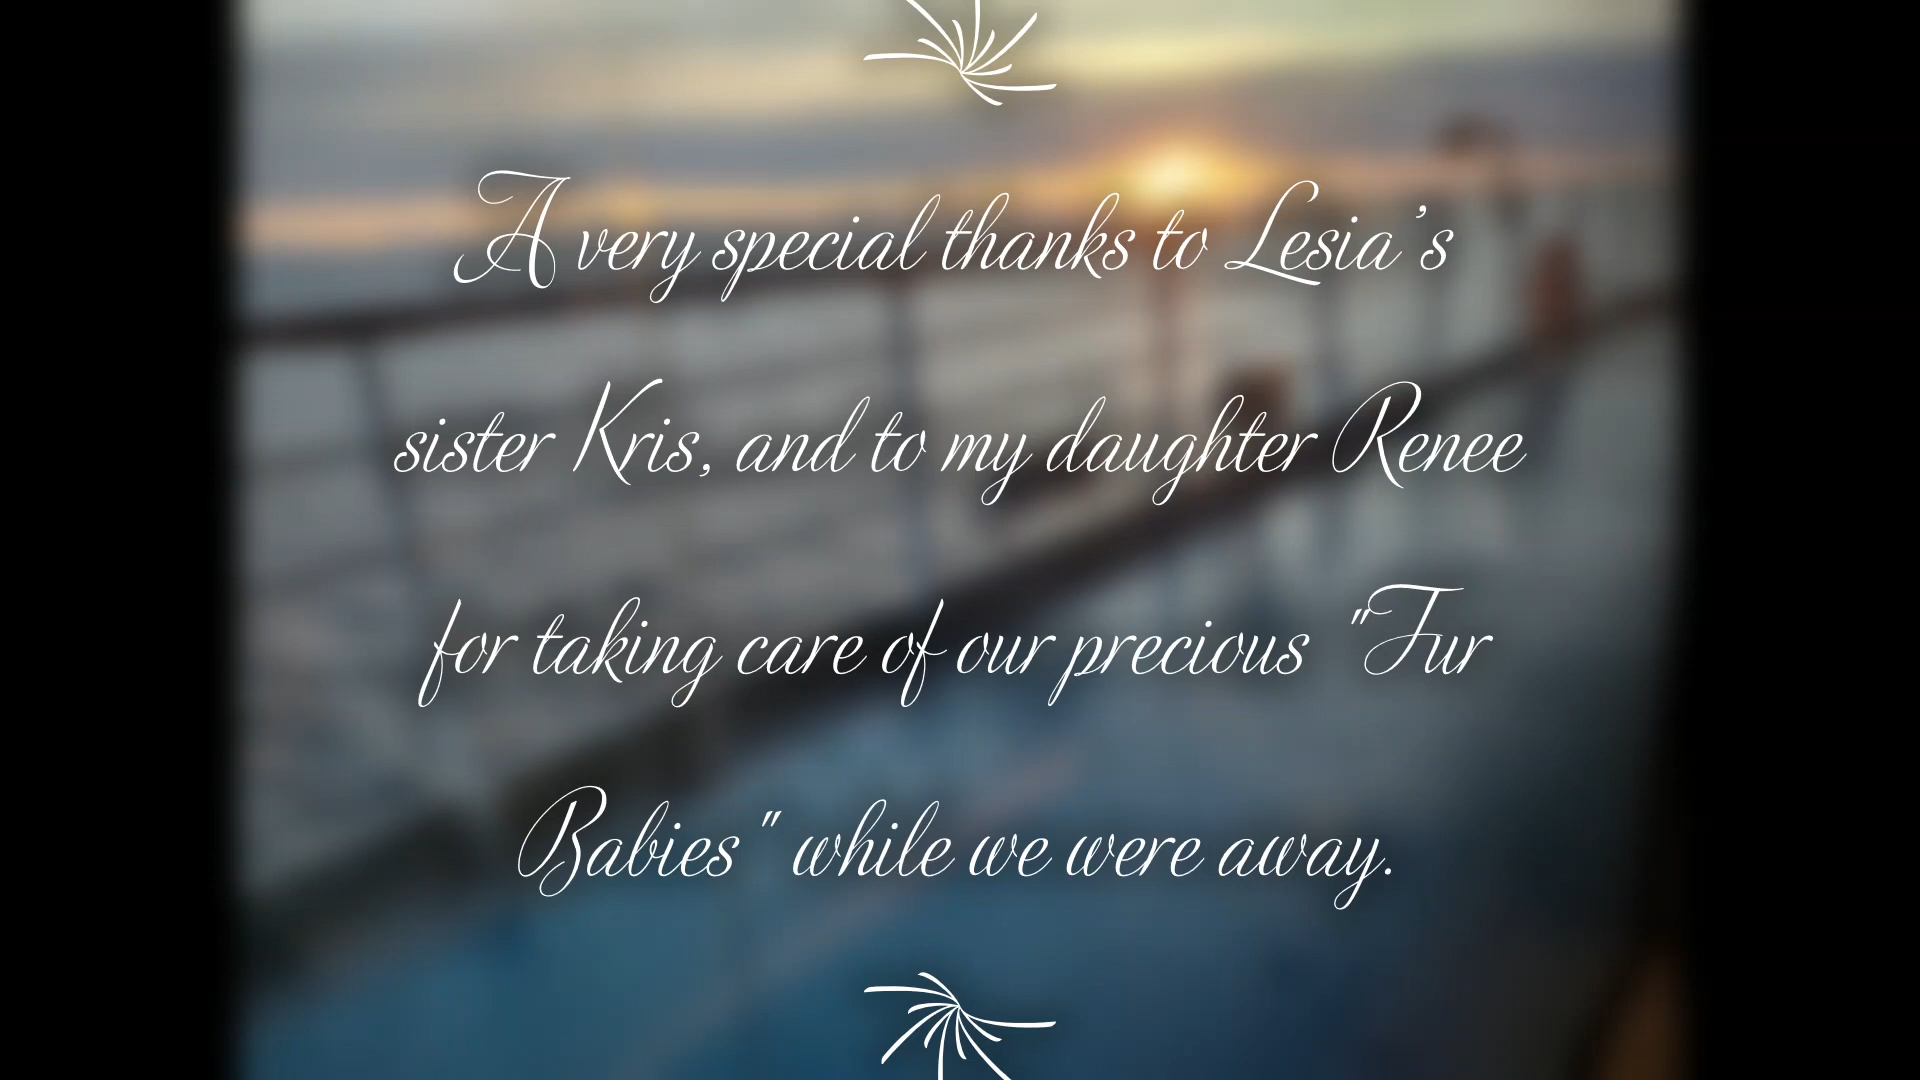 A very special thanks to Lesia's
sister Kris, and to my daughter Renee
for taking care of our precious "Fur
Babies" while we were away.